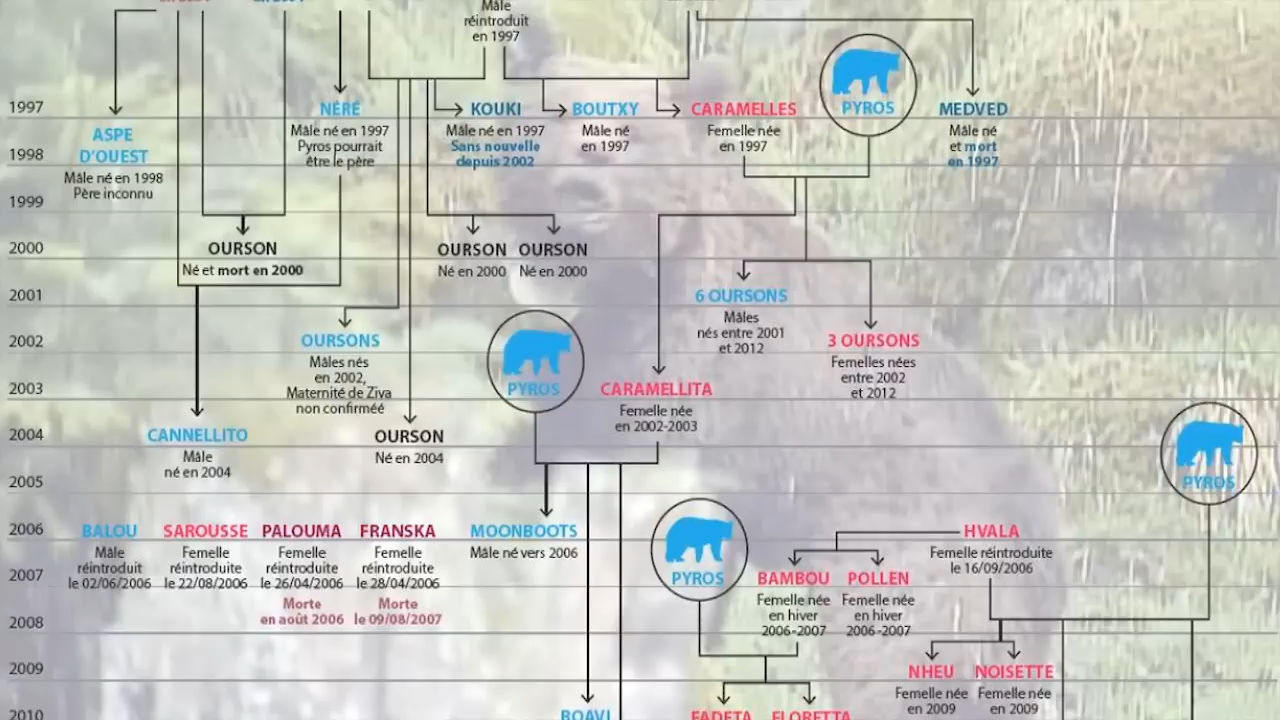 Mâle
réintroduit
en 1997
1997
NÉRÉ
Mâle né en 1997
Pyros pourrait
être le père
KOUKI
Mâle né en 1997
Sans nouvelle
depuis 2002
BOUTXY
Mâle né
en 1997
CARAMELLES
Femelle née
en 1997
PYROS
MEDVED
Mâle né
et mort
en 1997
ASPE
D'OUEST
Mâle né en 1998
Père inconnu
1998
1999
2000
OURSON
Né et mort en 2000
OURSON
Né en 2000
OURSON
Né en 2000
2001
6 OURSONS
Mâles
nés entre 2001
et 2012
2002
OURSONS
Mâles nés
en 2002,
Maternité de Ziva
non confirméé
3 OURSONS
Femelles nées
entre 2002
et 2012
2003
PYROS
CARAMELLITA
Femelle née
en 2002-2003
2004
CANNELLITO
Mâle
né en 2004
OURSON
Né en 2004
2005
PYROS
2006
BALOU
Mâle
réintroduit
le 02/06/2006
SAROUSSE
Femelle
réintroduite
le 22/08/2006
PALOUMA
Femelle
réintroduite
le 26/04/2006
Morte
en août 2006
FRANSKA
Femelle
réintroduite
le 28/04/2006
Morte
le 09/08/2007
MOONBOOTS
Mâle né vers 2006
HVALA
Femelle réintroduite
le 16/09/2006
2007
PYROS
BAMBOU
Femelle née
en hiver
2006-2007
POLLEN
Femelle née
en hiver
2006-2007
2008
2009
NHEU
Femelle née
en 2009
NOISETTE
Femelle née
en 2009
2010
BOAVI
FADETA
FLORETTA